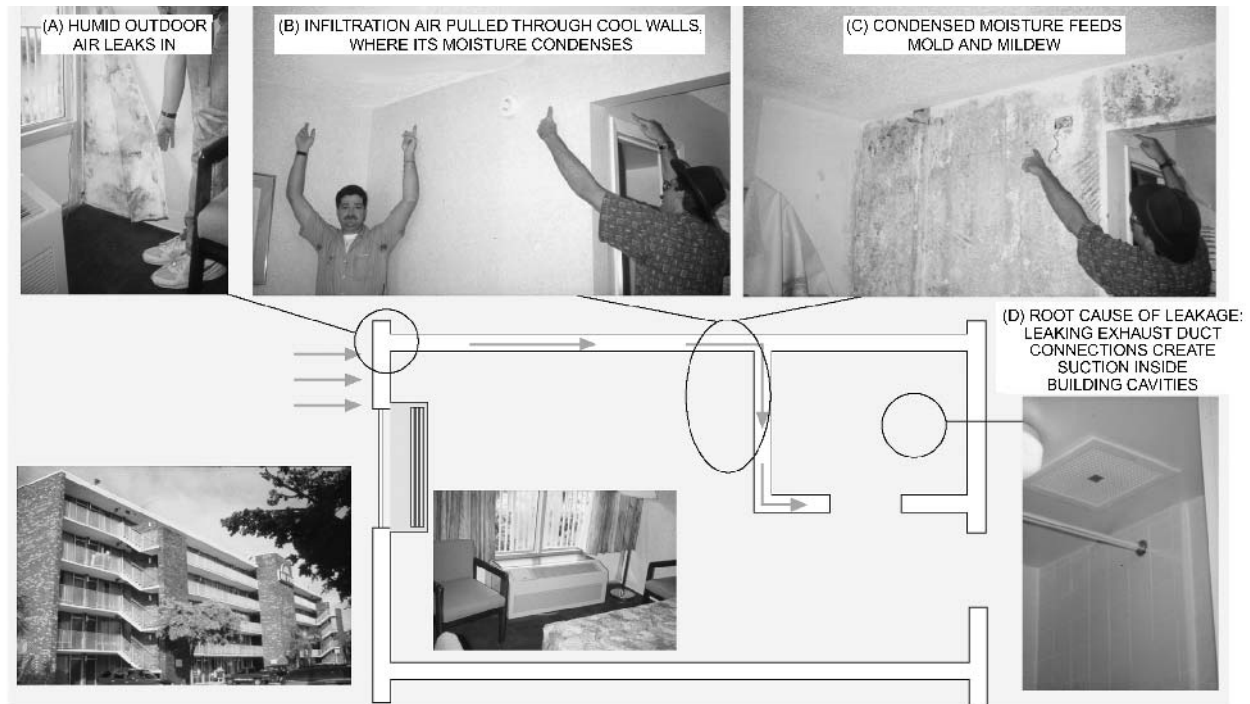 (A) HUMID OUTDOOR
AIR LEAKS IN
(B) INFILTRATION AIR PULLED THROUGH COOL WALLS,
WHERE ITS MOISTURE CONDENSES
(C) CONDENSED MOISTURE FEEDS
MOLD AND MILDEW
(D) ROOT CAUSE OF LEAKAGE:
LEAKING EXHAUST DUCT
CONNECTIONS CREATE
SUCTION INSIDE
BUILDING CAVITIES